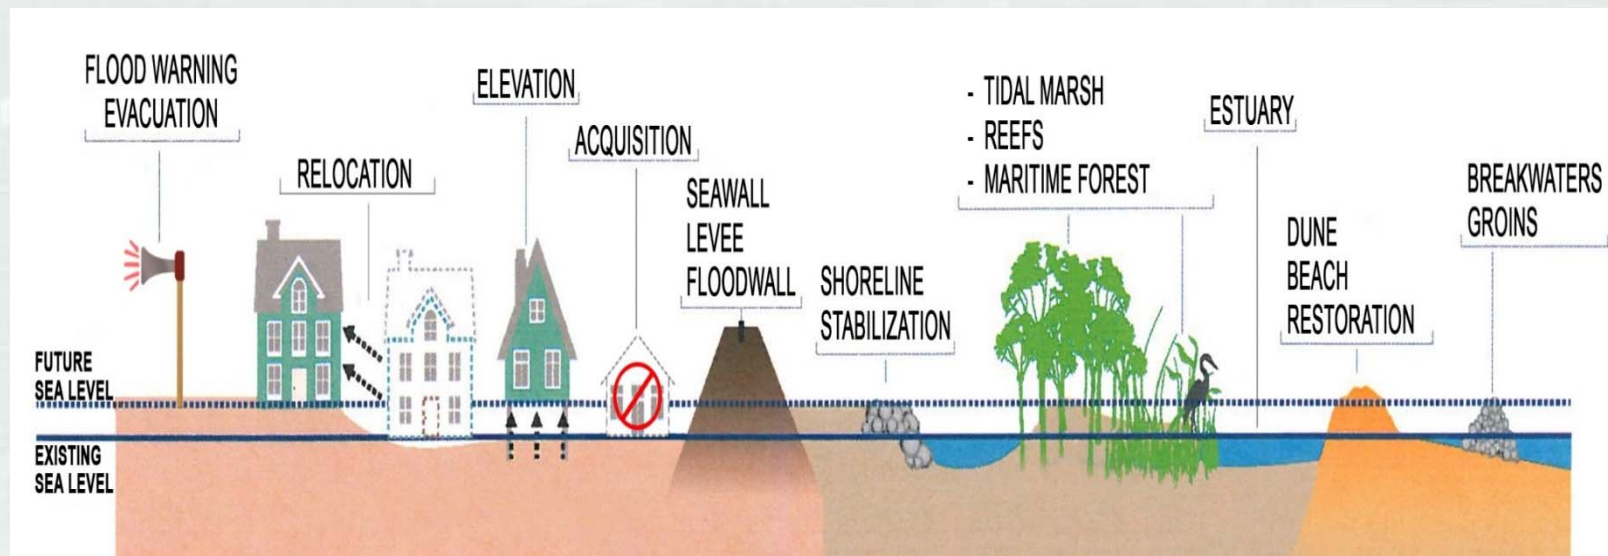 FLOOD WARNING
EVACUATION
RELOCATION
ELEVATION
ACQUISITION
SEAWALL
LEVEE
FLOODWALL
SHORELINE
STABILIZATION
- TIDAL MARSH
- REEFS
- MARITIME FOREST
ESTUARY
DUNE
BEACH
RESTORATION
BREAKWATERS
GROINS
FUTURE
SEA LEVEL
EXISTING
SEA LEVEL